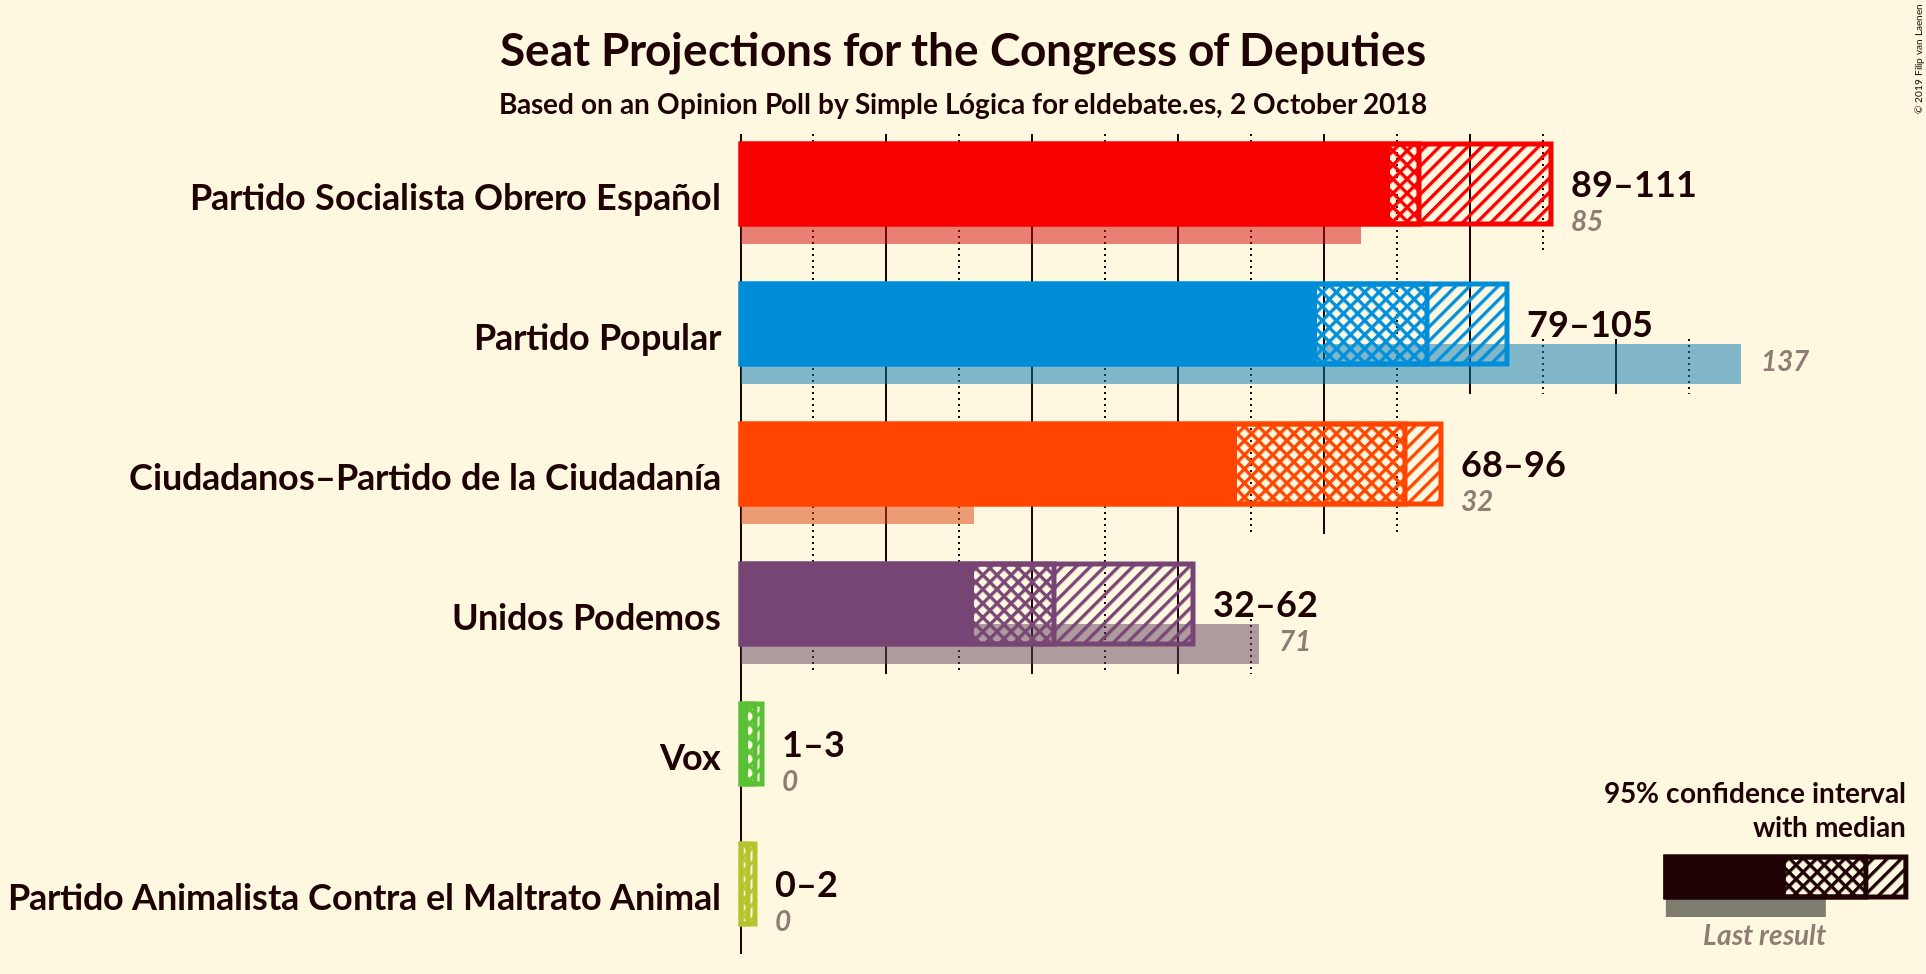 Seat Projections for the Congress of Deputies
Based on an Opinion Poll by Simple Lógica for eldebate.es, 2 October 2018
© 2019 Filip van Laenen
Partido Socialista Obrero Español
89–111
85
Partido Popular
79–105
137
Ciudadanos–Partido de la Ciudadanía
68–96
32
Unidos Podemos
32–62
71
Vox
1–3
0
Partido Animalista Contra el Maltrato Animal
0–2
0
95% confidence interval
with median
Last result